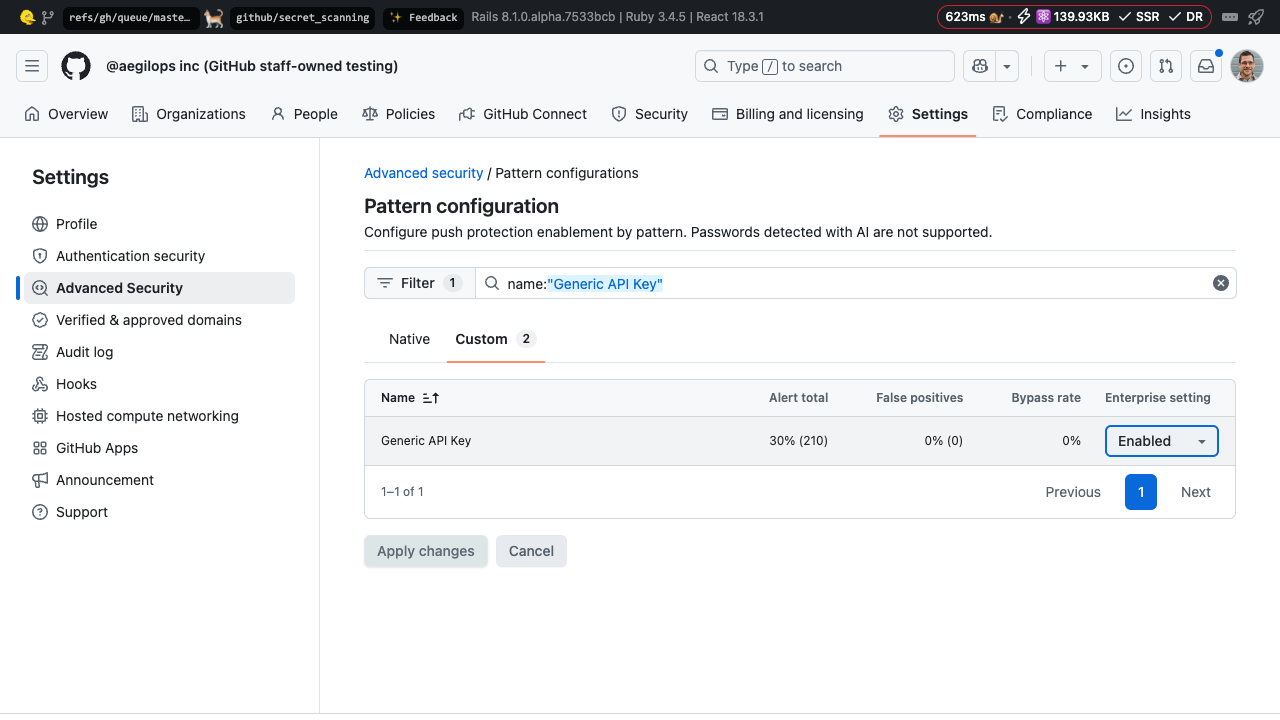 refs/gh/queue/maste… github/secret_scanning Feedback Rails 8.1.0.alpha.7533bcb | Ruby 3.4.5 | React 18.3.1 623ms · 139.93KB SSR DR
@aegilops inc (GitHub staff-owned testing) Type / to search
Overview Organizations People Policies GitHub Connect Security Billing and licensing Settings Compliance Insights
Settings
Profile
Authentication security
Advanced Security
Verified & approved domains
Audit log
Hooks
Hosted compute networking
GitHub Apps
Announcement
Support
Advanced security / Pattern configurations
Pattern configuration
Configure push protection enablement by pattern. Passwords detected with AI are not supported.
Filter 1 name:"Generic API Key"
Native Custom 2
Name Alert total False positives Bypass rate Enterprise setting
Generic API Key 30% (210) 0% (0) 0% Enabled
1–1 of 1 Previous 1 Next
Apply changes Cancel